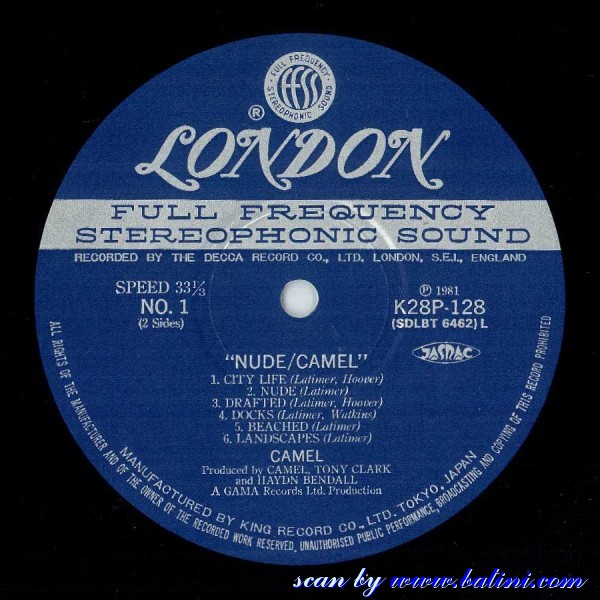 FULL FREQUENCY
ffss
STEREOPHONIC SOUND
®
LONDON
FULL FREQUENCY
STEREOPHONIC SOUND
RECORDED BY THE DECCA RECORD CO., LTD, LONDON, S.E.I., ENGLAND
SPEED 33⅓
NO. 1
(2 Sides)
Ⓟ 1981
K28P-128
(SDLBT 6462) L
JASRAC
"NUDE/CAMEL"
1. CITY LIFE (Latimer, Hoover)
2. NUDE (Latimer)
3. DRAFTED (Latimer, Hoover)
4. DOCKS (Latimer, Watkins)
5. BEACHED (Latimer)
6. LANDSCAPES (Latimer)
CAMEL
Produced by CAMEL, TONY CLARK
and HAYDN BENDALL
A GAMA Records Ltd. Production
MANUFACTURED BY KING RECORD CO., LTD. TOKYO, JAPAN
ALL RIGHTS OF THE MANUFACTURER AND OF THE OWNER OF THE RECORDED WORK RESERVED, UNAUTHORISED PUBLIC PERFORMANCE, BROADCASTING AND COPYING OF THIS RECORD PROHIBITED
scan by www.batini.com